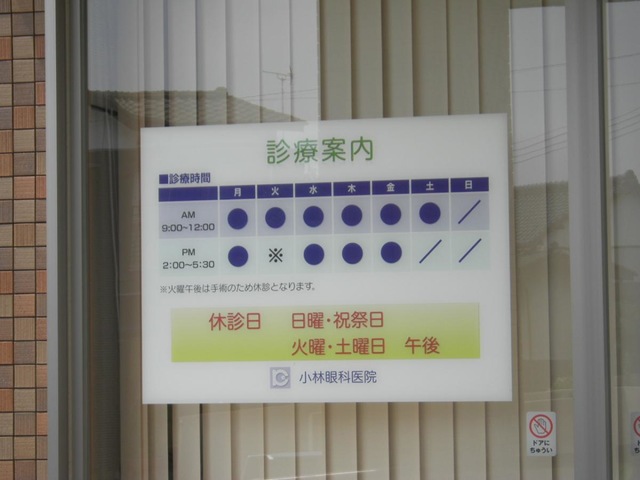 診療案内
■診療時間
月 火 水 木 金 土 日
AM
9:00~12:00 ● ● ● ● ● ● ／
PM
2:00~5:30 ● ※ ● ● ● ／ ／
※火曜午後は手術のため休診となります。
休診日 日曜・祝祭日
火曜・土曜日 午後
小林眼科医院
ドアに
ちゅうい